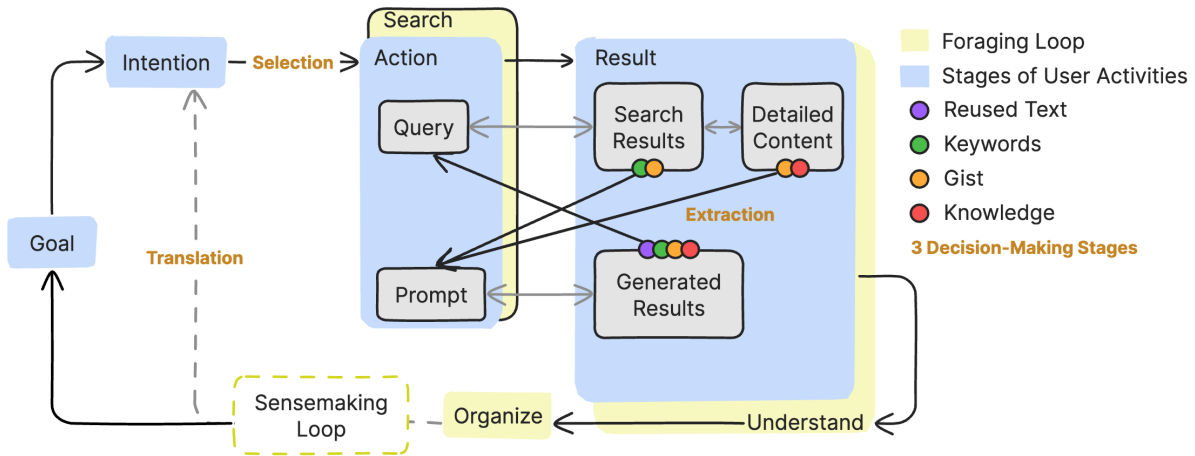 Search
Intention
Selection
Action
Result
Query
Search
Results
Detailed
Content
Extraction
Goal
Translation
Prompt
Generated
Results
Sensemaking
Loop
Organize
Understand
Foraging Loop
Stages of User Activities
Reused Text
Keywords
Gist
Knowledge
3 Decision-Making Stages